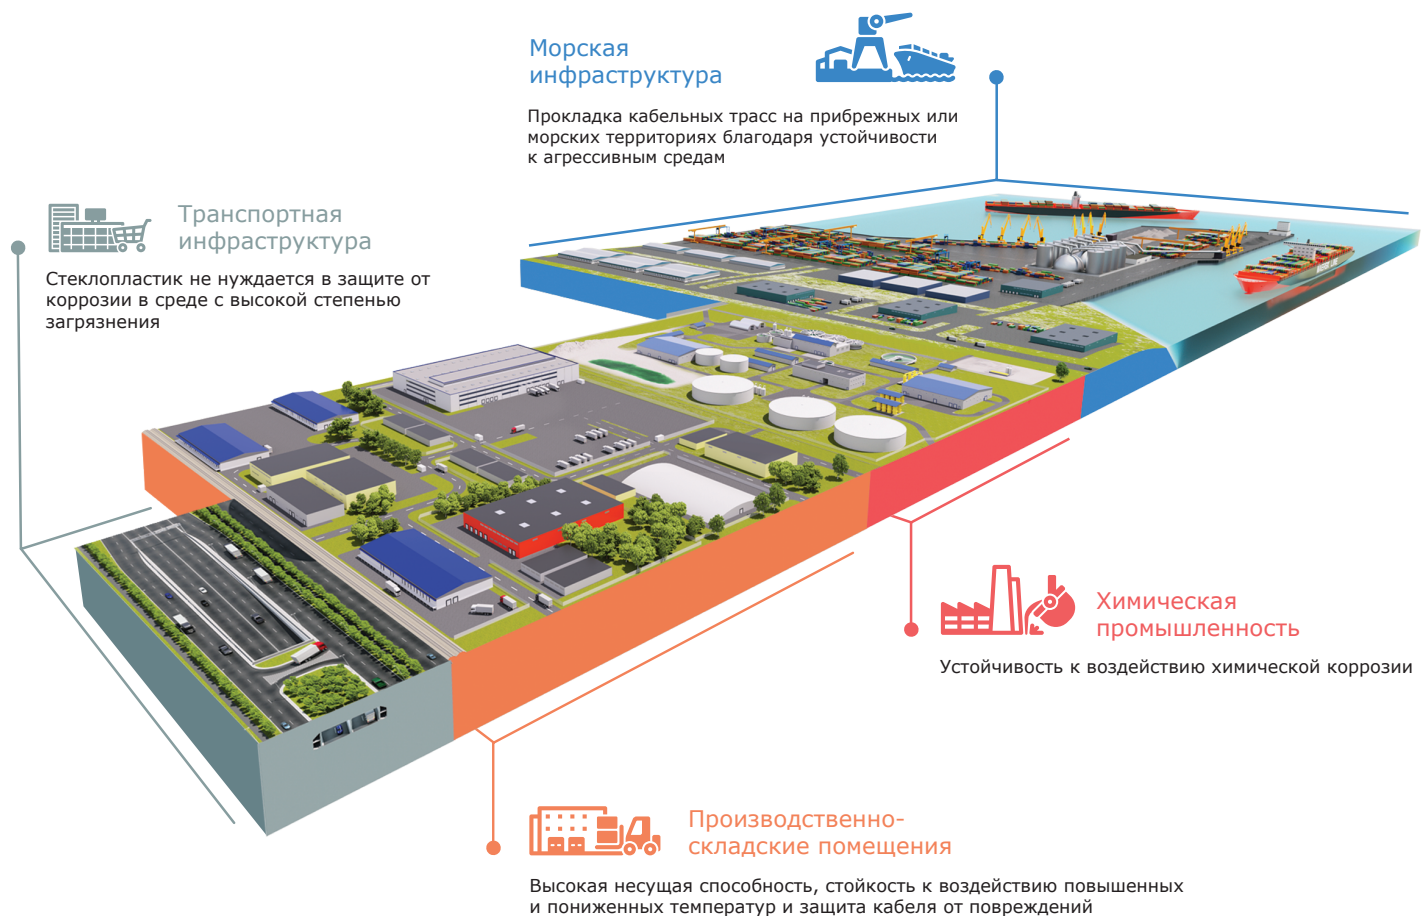 Морская
инфраструктура
Прокладка кабельных трасс на прибрежных или
морских территориях благодаря устойчивости
к агрессивным средам
Транспортная
инфраструктура
Стеклопластик не нуждается в защите от
коррозии в среде с высокой степенью
загрязнения
Химическая
промышленность
Устойчивость к воздействию химической коррозии
Производственно-
складские помещения
Высокая несущая способность, стойкость к воздействию повышенных
и пониженных температур и защита кабеля от повреждений